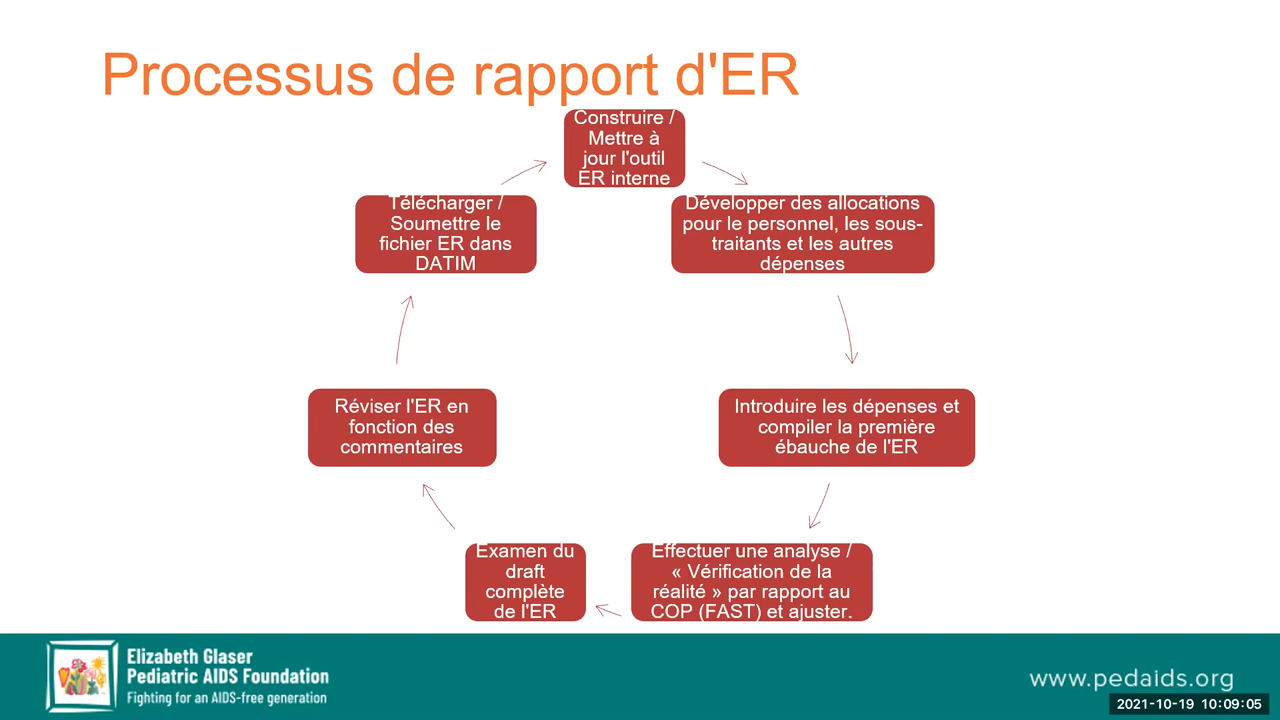 Processus de rapport d'ER
Construire /
Mettre à
jour l'outil
ER interne
Développer des allocations
pour le personnel, les sous-
traitants et les autres
dépenses
Introduire les dépenses et
compiler la première
ébauche de l'ER
Effectuer une analyse /
« Vérification de la
réalité » par rapport au
COP (FAST) et ajuster.
Examen du
draft
complète
de l'ER
Réviser l'ER en
fonction des
commentaires
Télécharger /
Soumettre le
fichier ER dans
DATIM
Elizabeth Glaser
Pediatric AIDS Foundation
Fighting for an AIDS-free generation
www.pedaids.org
2021-10-19 10:09:05